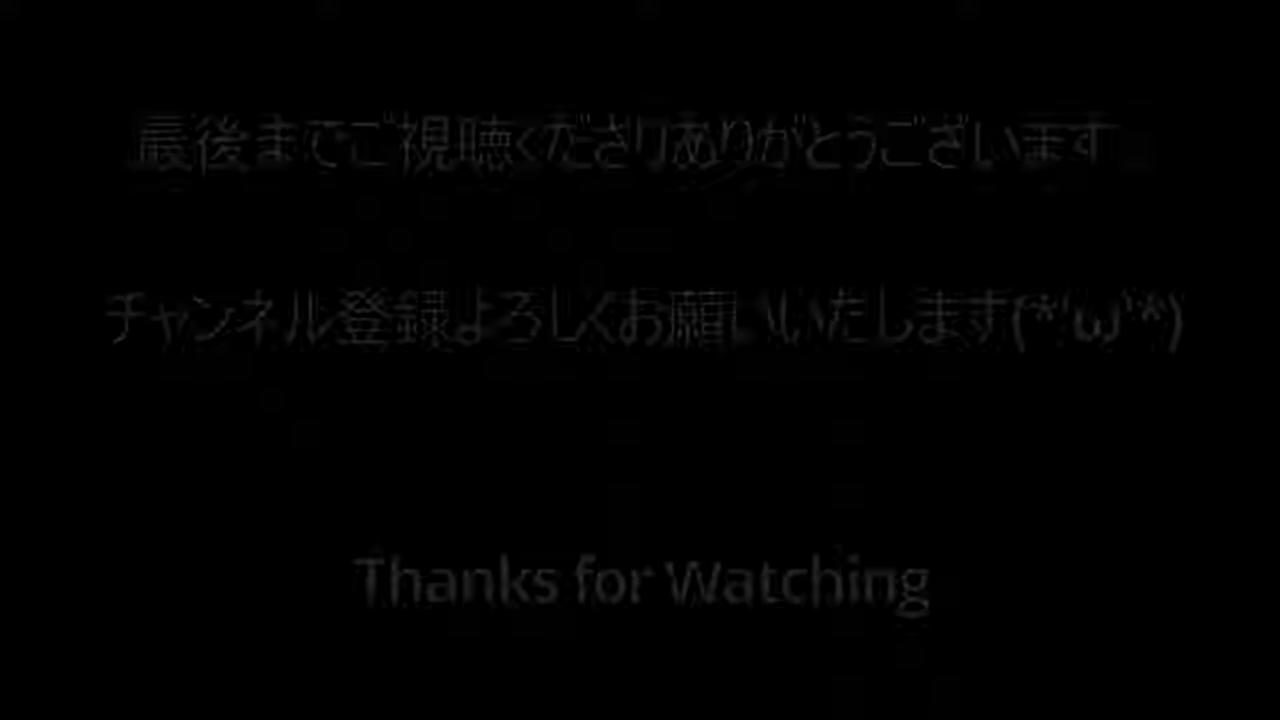 最後までご視聴くださりありがとうございます
チャンネル登録よろしくお願いいたします(*'ω'*)
Thanks for Watching